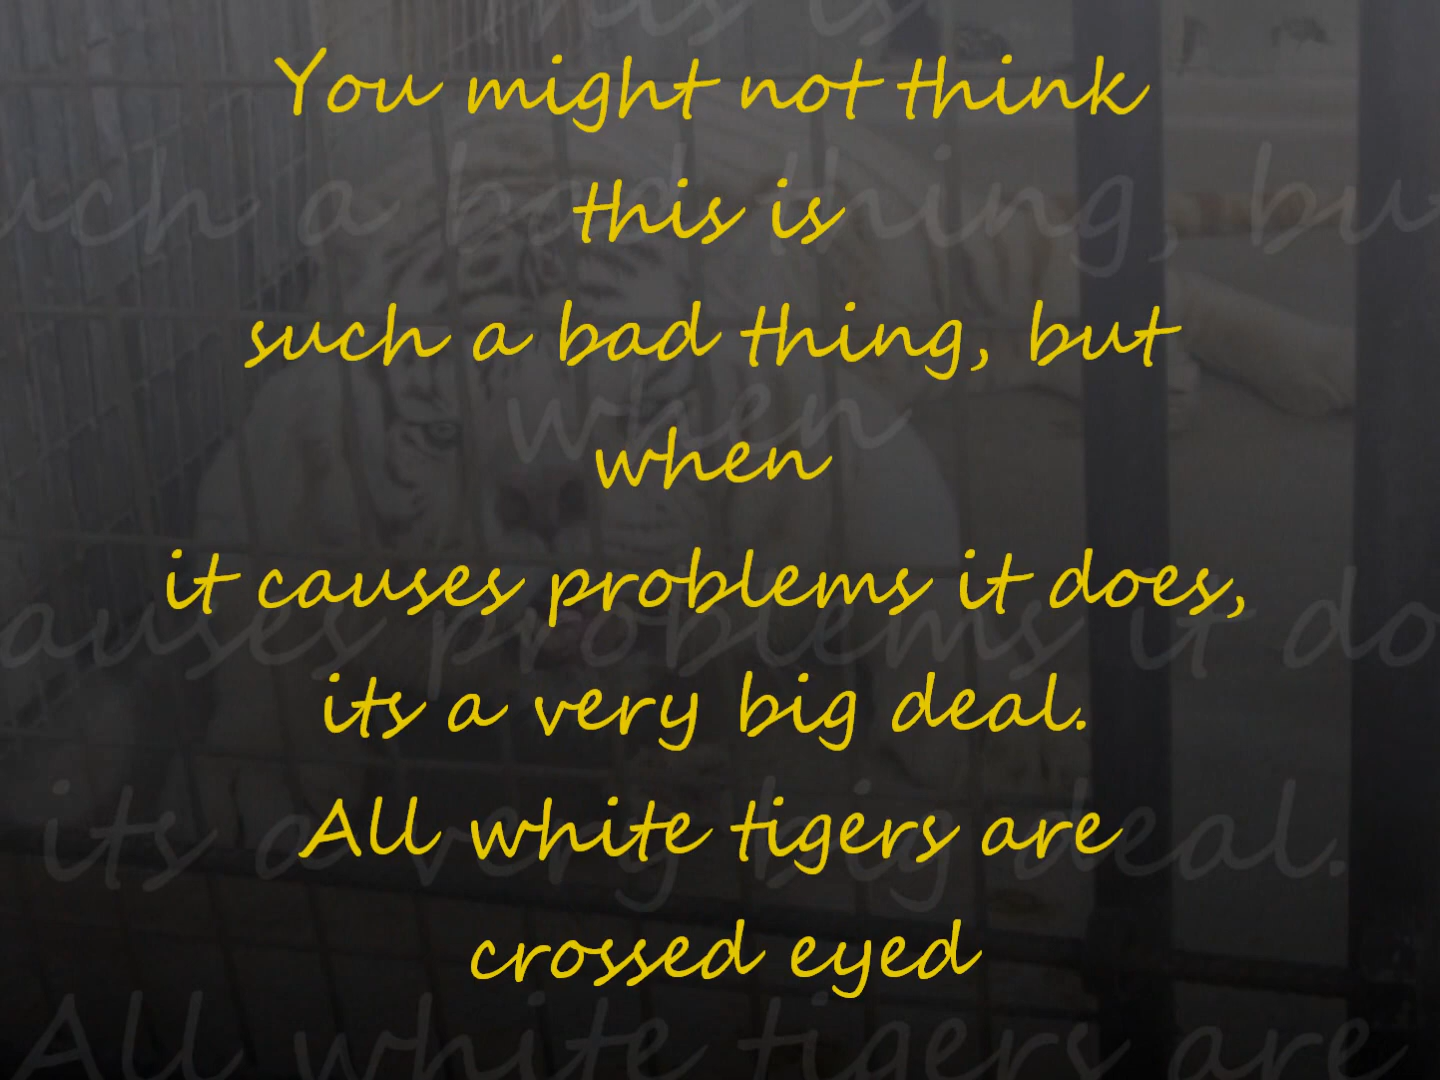 You might not think
this is
such a bad thing, but
when
it causes problems it does,
its a very big deal.
All white tigers are
crossed eyed